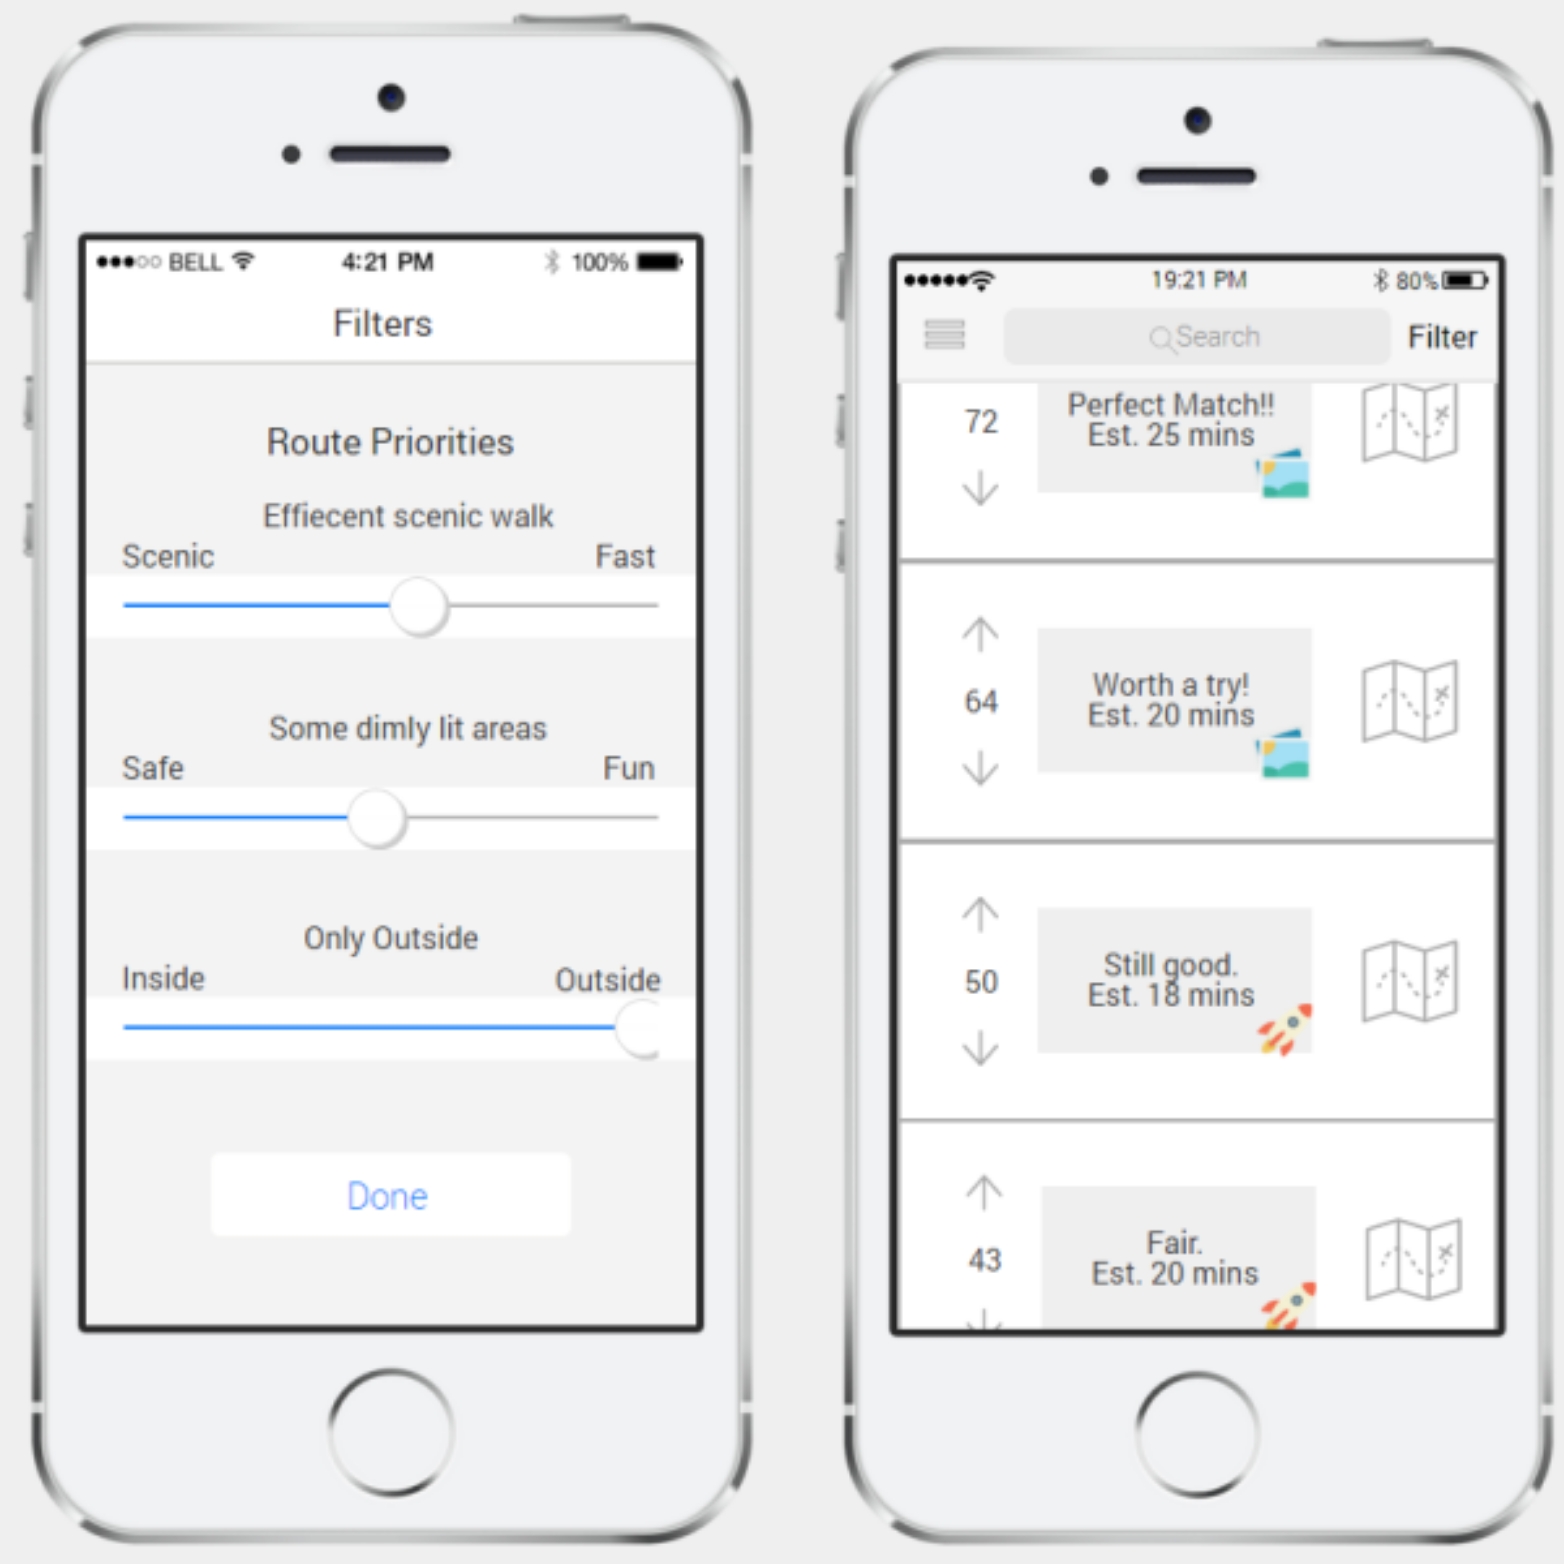 BELL 4:21 PM 100%
Filters
Route Priorities
Effiecent scenic walk
Scenic Fast
Some dimly lit areas
Safe Fun
Only Outside
Inside Outside
Done
19:21 PM 80%
Search Filter
72
Perfect Match!!
Est. 25 mins
64
Worth a try!
Est. 20 mins
50
Still good.
Est. 18 mins
43
Fair.
Est. 20 mins